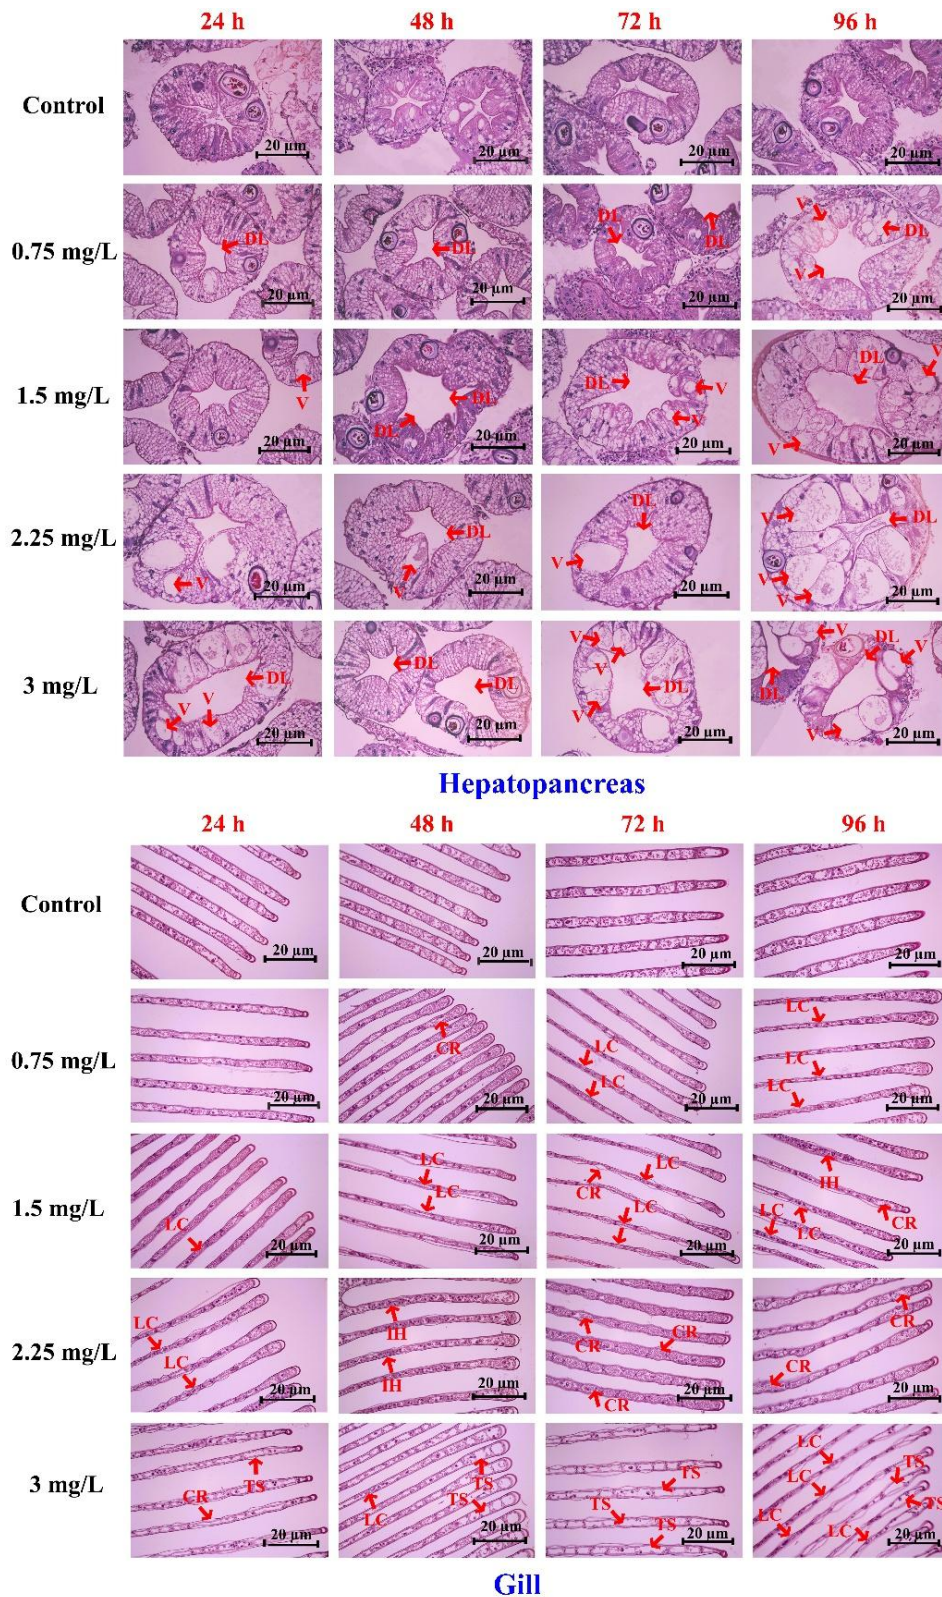 24 h 48 h 72 h 96 h
Control 20 µm 20 µm 20 µm 20 µm
DL DL DL DL V DL V
0.75 mg/L 20 µm 20 µm 20 µm 20 µm
V DL DL DL V V DL V V
1.5 mg/L 20 µm 20 µm 20 µm 20 µm
V DL DL V V DL V V V
2.25 mg/L 20 µm 20 µm 20 µm 20 µm
V V DL DL DL V V V DL V DL V DL V
3 mg/L 20 µm 20 µm 20 µm 20 µm
Hepatopancreas
24 h 48 h 72 h 96 h
Control 20 µm 20 µm 20 µm 20 µm
CR LC LC LC LC LC
0.75 mg/L 20 µm 20 µm 20 µm 20 µm
LC LC LC CR LC LC IH LC LC CR
1.5 mg/L 20 µm 20 µm 20 µm 20 µm
LC LC IH IH CR CR CR CR CR
2.25 mg/L 20 µm 20 µm 20 µm 20 µm
CR TS LC TS TS TS TS TS LC LC LC LC TS TS
3 mg/L 20 µm 20 µm 20 µm 20 µm
Gill